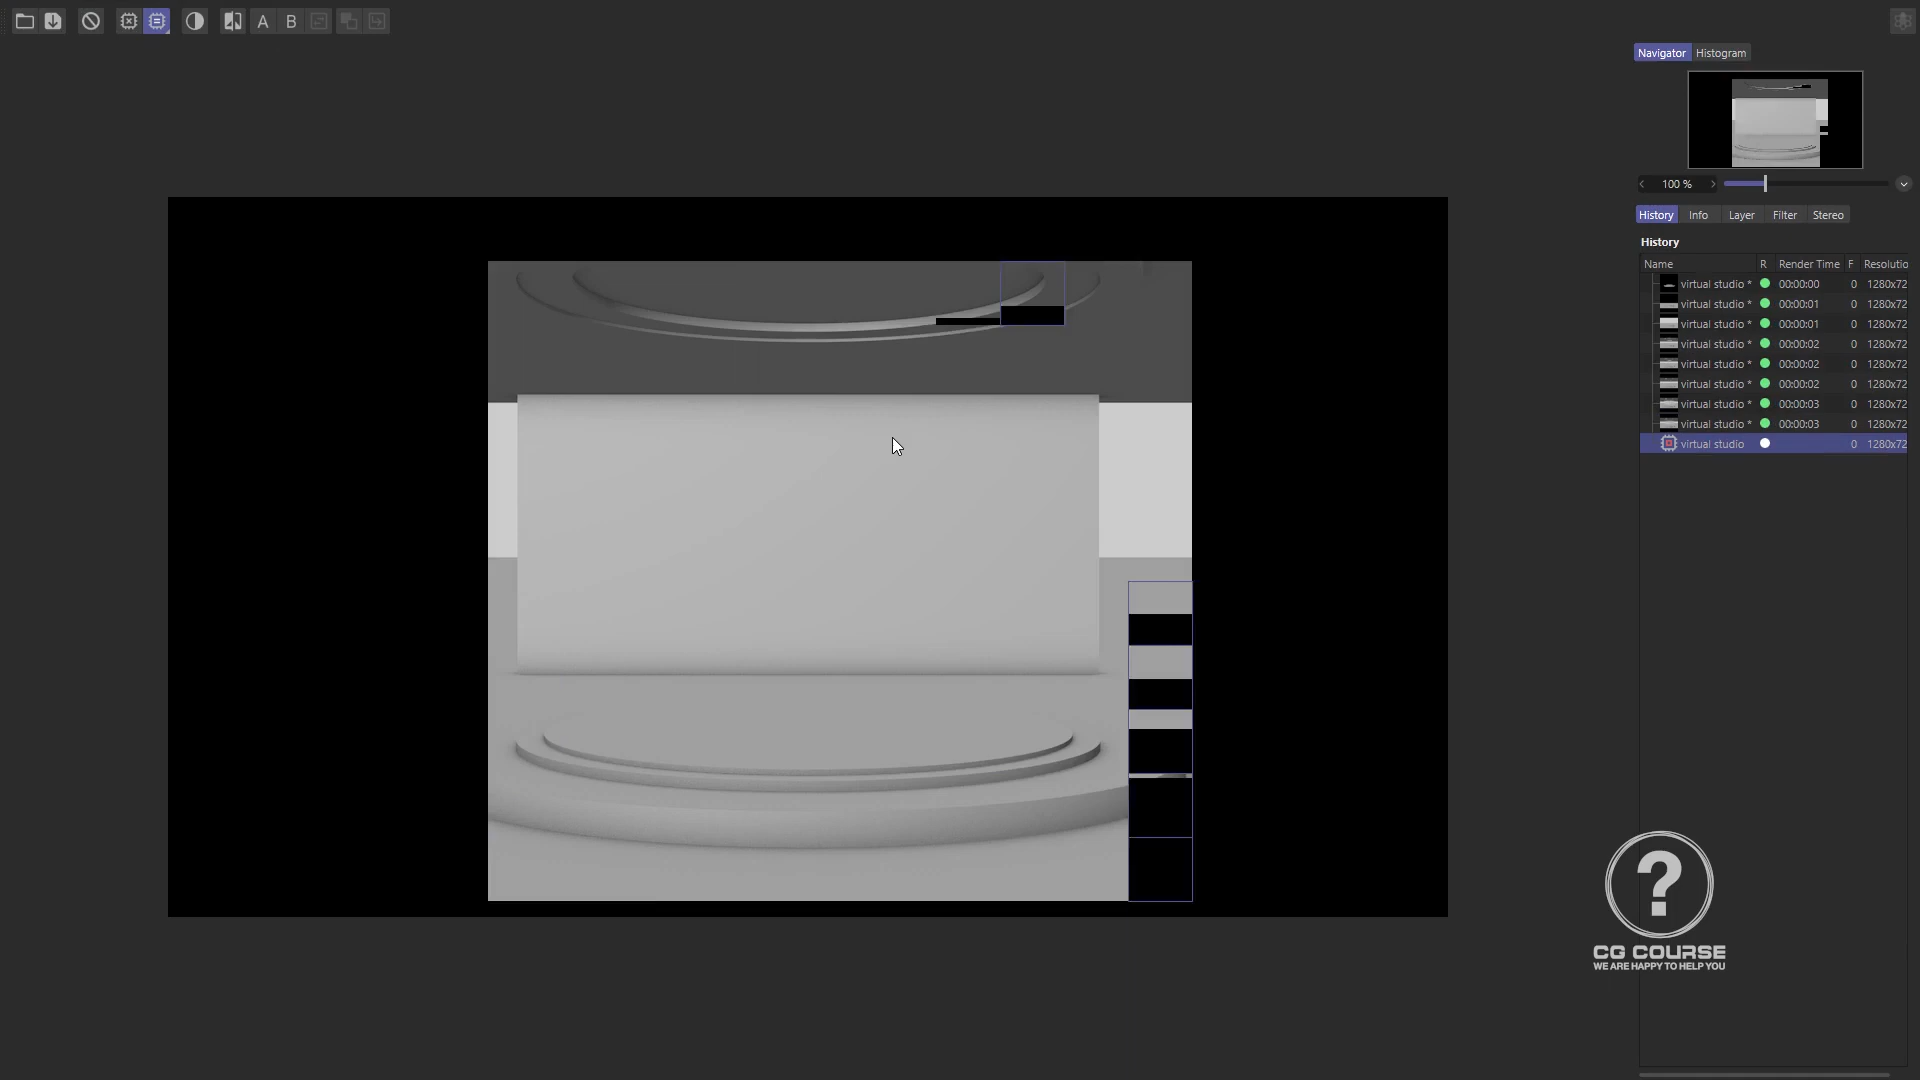 A B
Navigator Histogram
100 %
History Info Layer Filter Stereo
History
Name R Render Time F Resolutio
virtual studio * 00:00:00 0 1280x72
virtual studio * 00:00:01 0 1280x72
virtual studio * 00:00:01 0 1280x72
virtual studio * 00:00:02 0 1280x72
virtual studio * 00:00:02 0 1280x72
virtual studio * 00:00:02 0 1280x72
virtual studio * 00:00:03 0 1280x72
virtual studio * 00:00:03 0 1280x72
virtual studio 0 1280x72
?
CG COURSE
WE ARE HAPPY TO HELP YOU